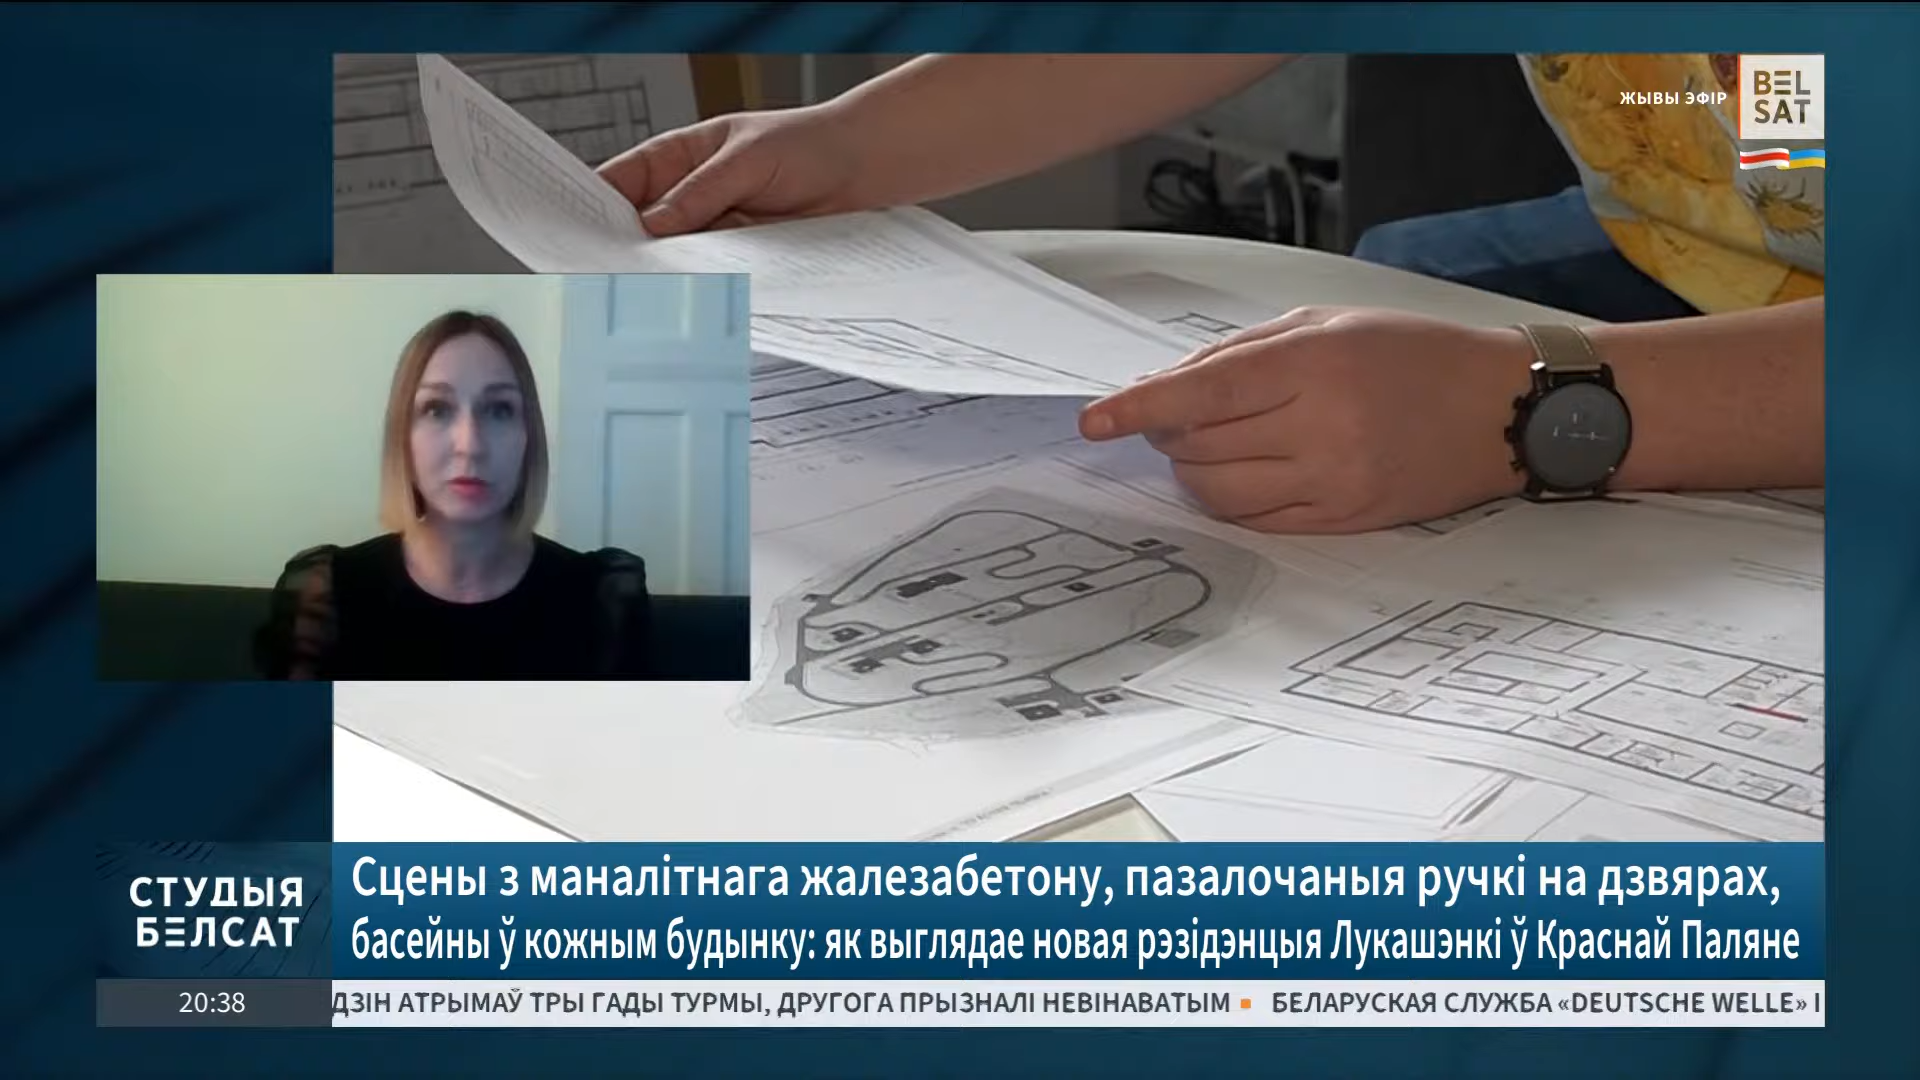 ЖЫВЫ ЭФІР
BEL
SAT
СТУДЫЯ
БЕЛСАТ
Сцены з маналітнага жалезабетону, пазалочаныя ручкі на дзвярах,
басейны ў кожным будынку: як выглядае новая рэзідэнцыя Лукашэнкі ў Краснай Паляне
20:38
ДЗІН АТРЫМАЎ ТРЫ ГАДЫ ТУРМЫ, ДРУГОГА ПРЫЗНАЛІ НЕВІНАВАТЫМ ▪ БЕЛАРУСКАЯ СЛУЖБА «DEUTSCHE WELLE» І